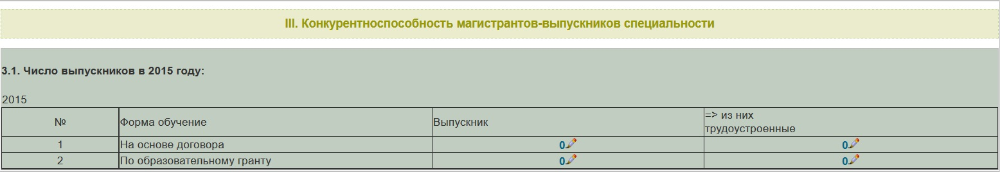 III. Конкурентноспособность магистрантов-выпускников специальности
3.1. Число выпускников в 2015 году:
2015
№ Форма обучение Выпускник => из них
трудоустроенные
1 На основе договора 0 0
2 По образовательному гранту 0 0